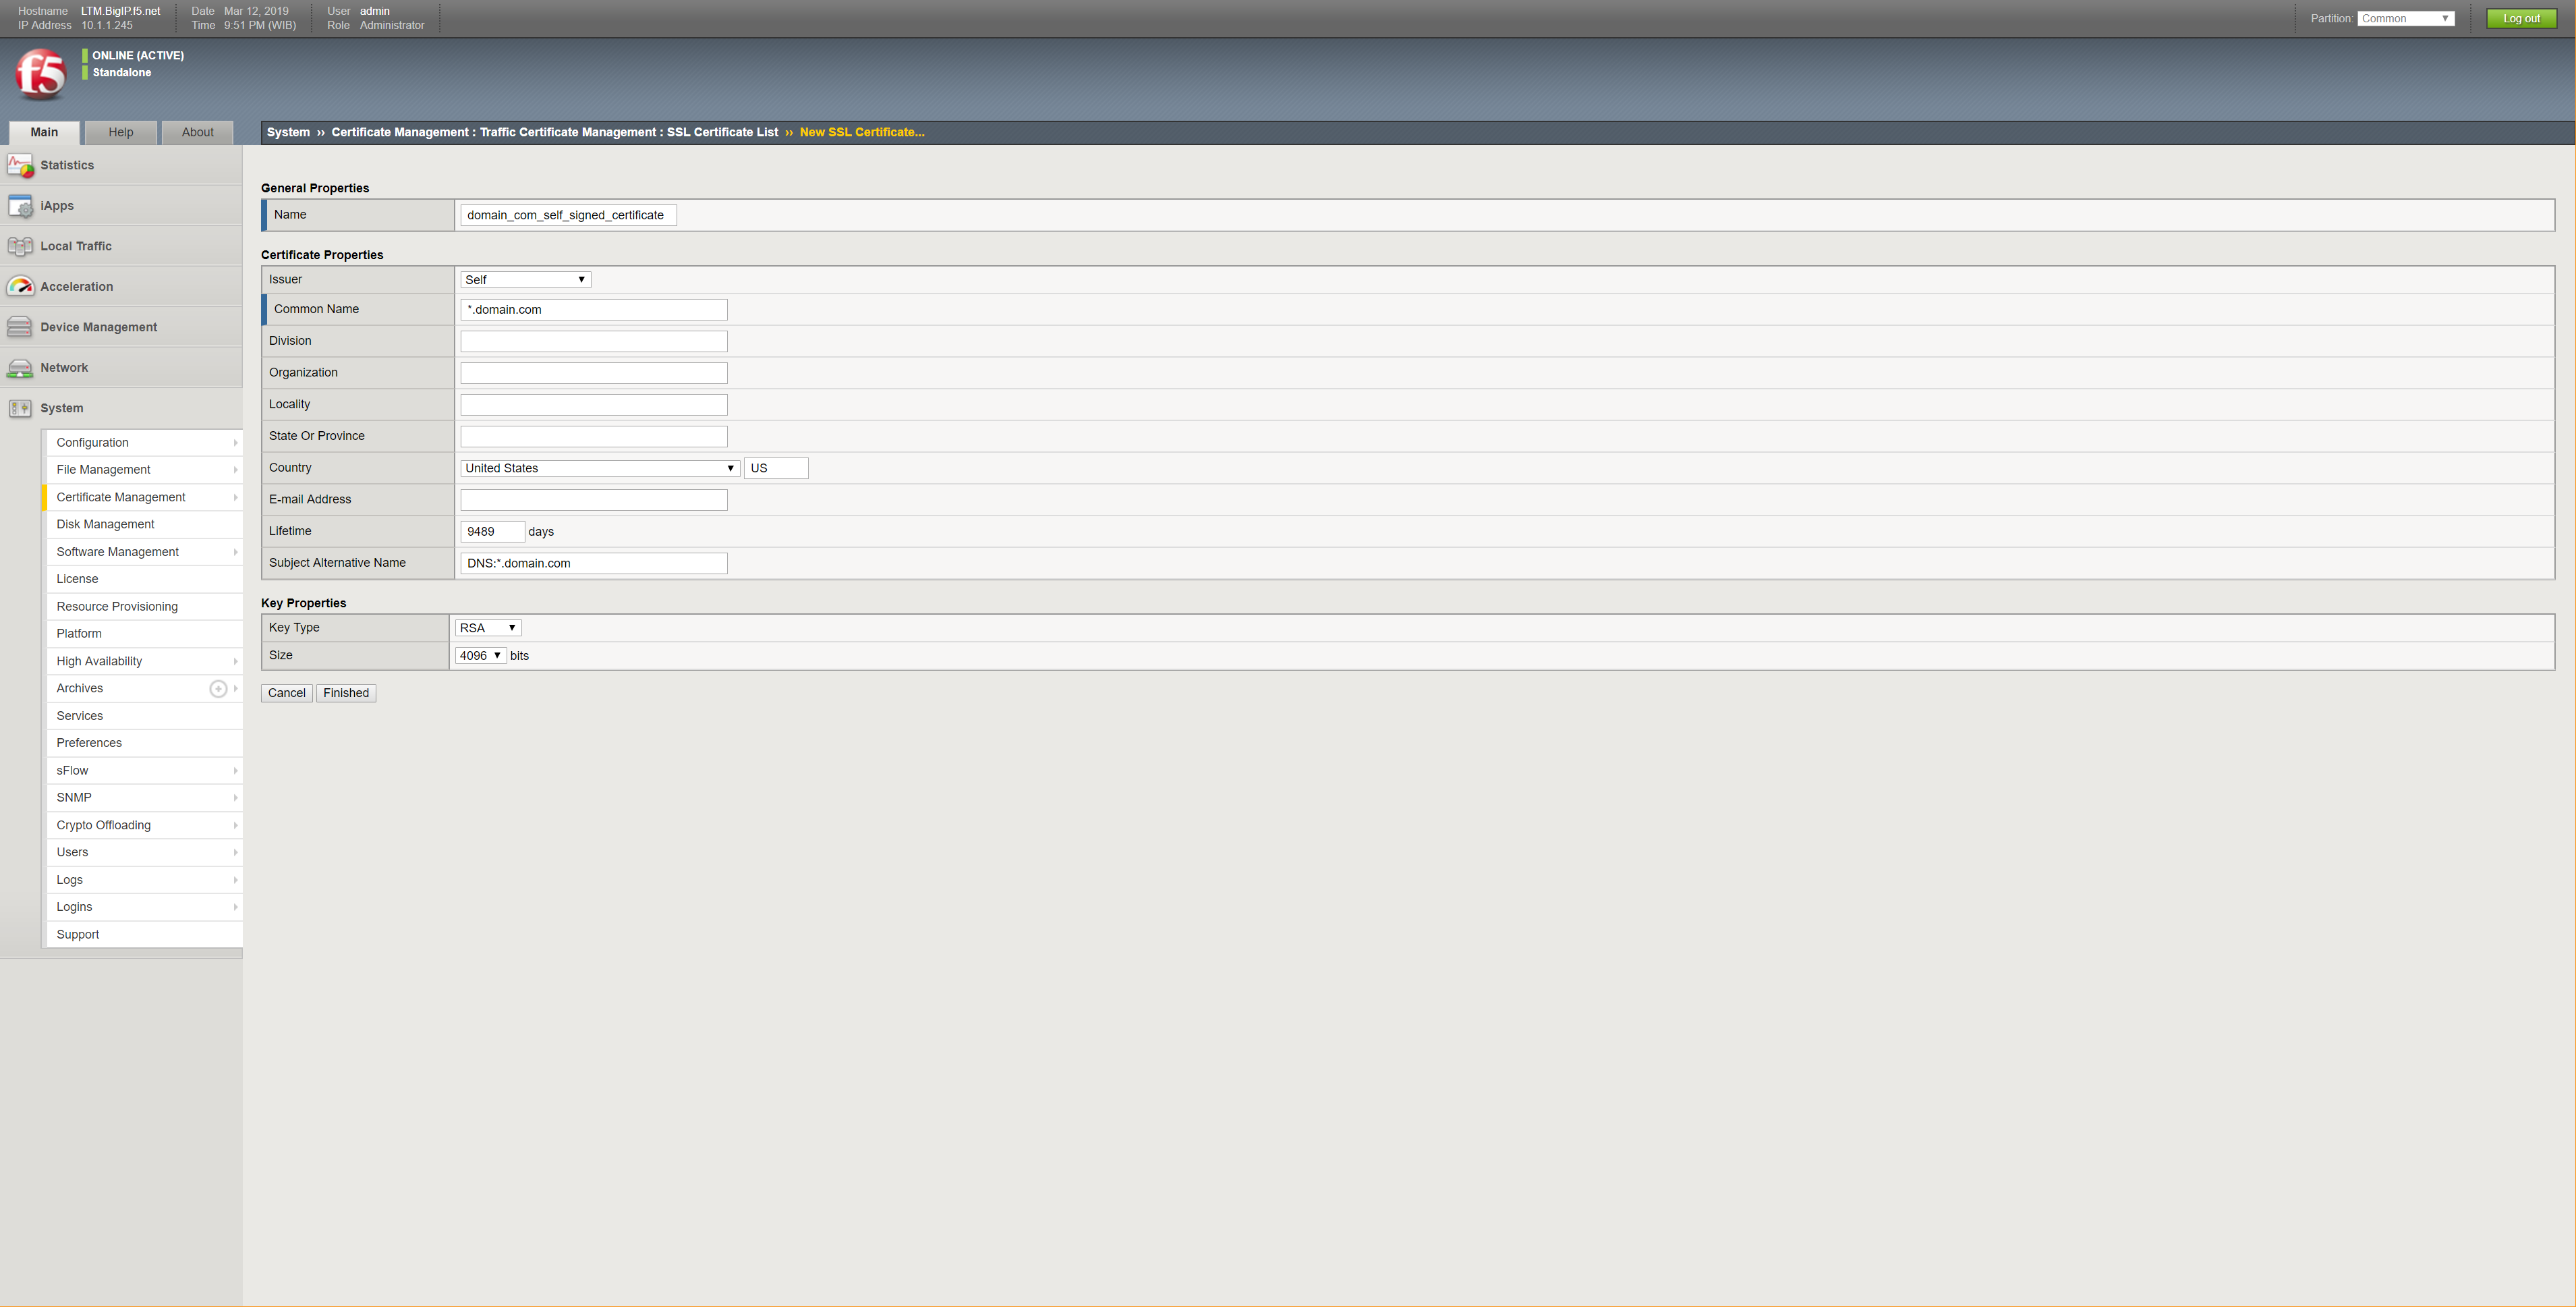 Hostname LTM.BigIP.f5.net Date Mar 12, 2019 User admin
IP Address 10.1.1.245 Time 9:51 PM (WIB) Role Administrator
Partition: Common Log out
f5
ONLINE (ACTIVE)
Standalone
Main Help About
System ›› Certificate Management : Traffic Certificate Management : SSL Certificate List ›› New SSL Certificate...
Statistics
iApps
Local Traffic
Acceleration
Device Management
Network
System
Configuration
File Management
Certificate Management
Disk Management
Software Management
License
Resource Provisioning
Platform
High Availability
Archives
Services
Preferences
sFlow
SNMP
Crypto Offloading
Users
Logs
Logins
Support
General Properties
Name domain_com_self_signed_certificate
Certificate Properties
Issuer Self
Common Name *.domain.com
Division
Organization
Locality
State Or Province
Country United States US
E-mail Address
Lifetime 9489 days
Subject Alternative Name DNS:*.domain.com
Key Properties
Key Type RSA
Size 4096 bits
Cancel Finished